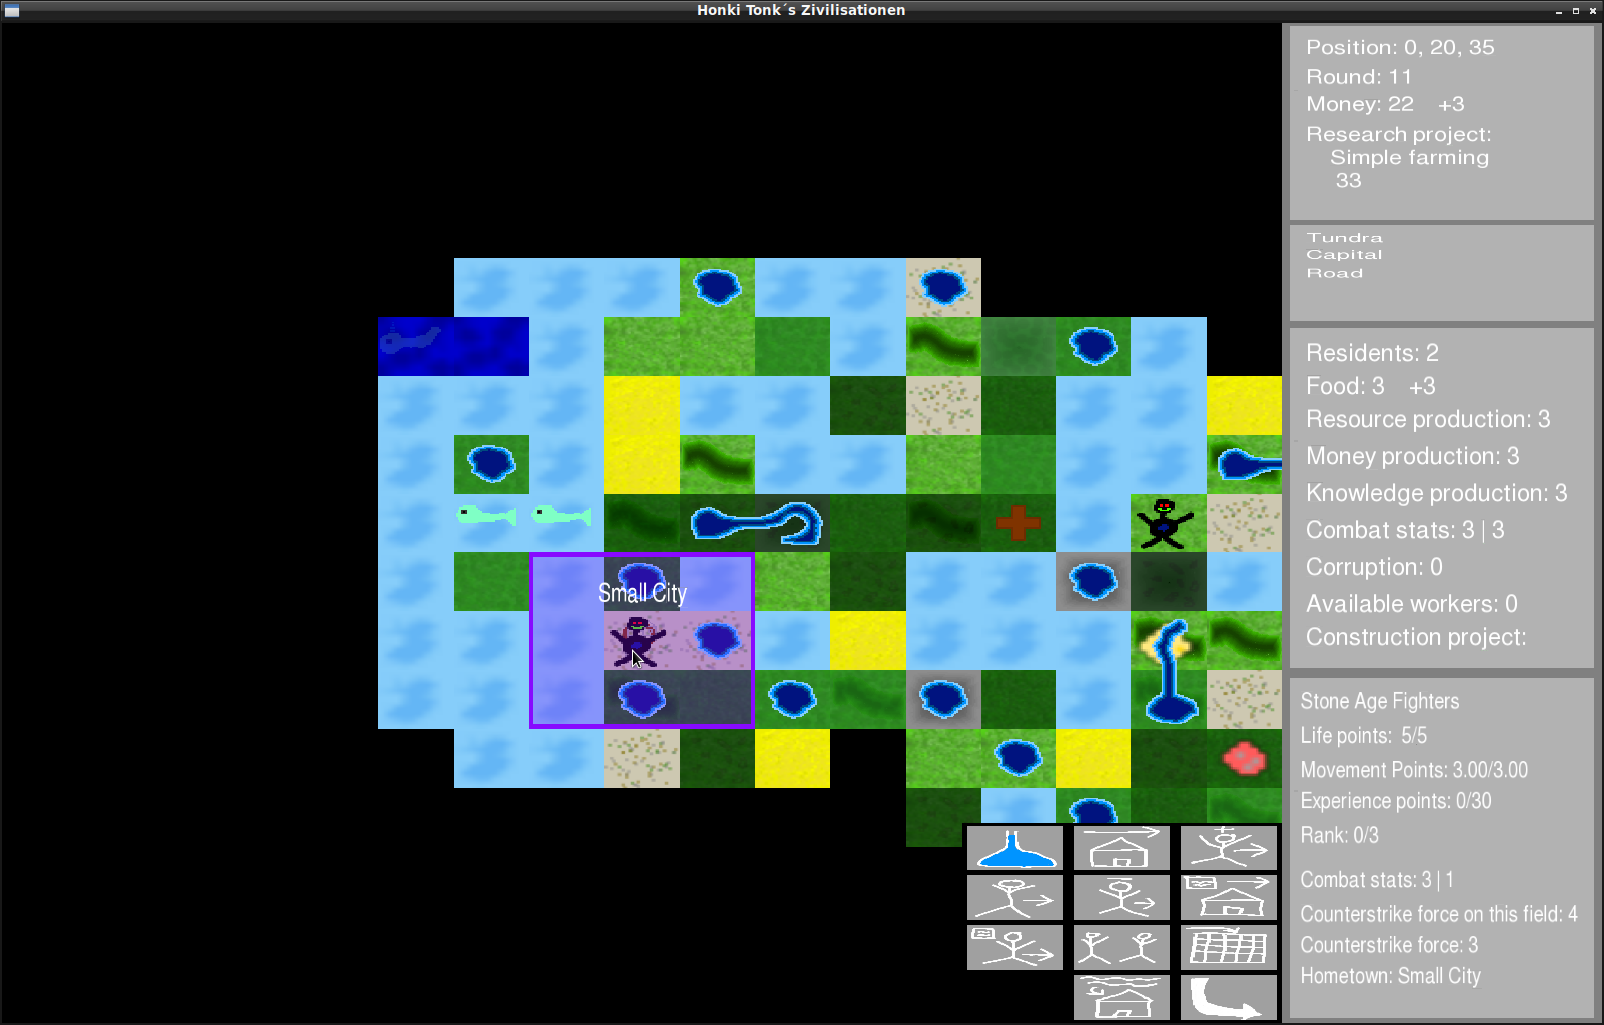 Honki Tonk´s Zivilisationen
Position: 0, 20, 35
Round: 11
Money: 22 +3
Research project:
Simple farming
33
Tundra
Capital
Road
Residents: 2
Food: 3 +3
Resource production: 3
Money production: 3
Knowledge production: 3
Combat stats: 3 | 3
Corruption: 0
Available workers: 0
Construction project:
Small City
Stone Age Fighters
Life points: 5/5
Movement Points: 3.00/3.00
Experience points: 0/30
Rank: 0/3
Combat stats: 3 | 1
Counterstrike force on this field: 4
Counterstrike force: 3
Hometown: Small City